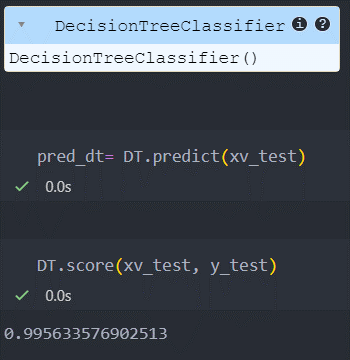 DecisionTreeClassifier
DecisionTreeClassifier()
pred_dt= DT.predict(xv_test)
0.0s
DT.score(xv_test, y_test)
0.0s
0.995633576902513